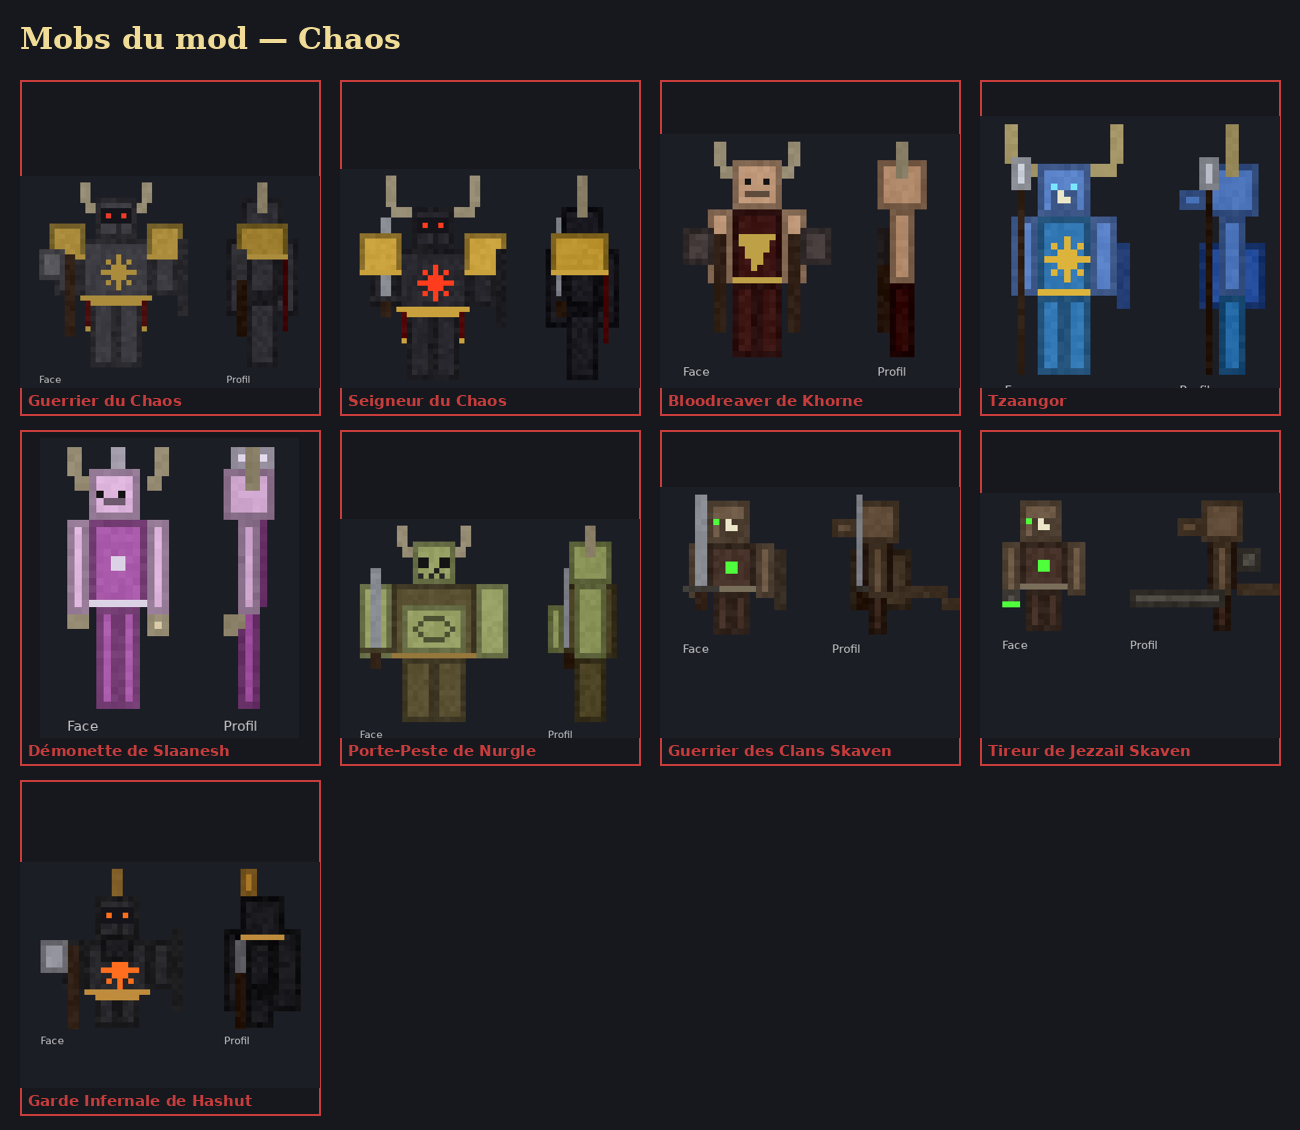 Mobs du mod — Chaos
Face Profil
Guerrier du Chaos
Seigneur du Chaos
Face Profil
Bloodreaver de Khorne
Tzaangor
Face Profil
Démonette de Slaanesh
Face Profil
Porte-Peste de Nurgle
Face Profil
Guerrier des Clans Skaven
Face Profil
Tireur de Jezzail Skaven
Face Profil
Garde Infernale de Hashut